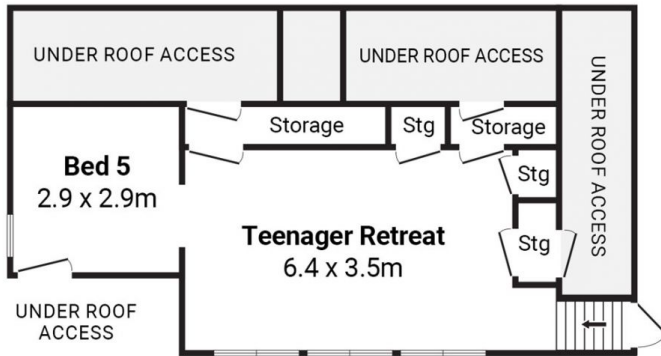 UNDER ROOF ACCESS
UNDER ROOF ACCESS
UNDER ROOF ACCESS
Storage
Stg
Storage
Bed 5
2.9 x 2.9m
Stg
Teenager Retreat
6.4 x 3.5m
Stg
UNDER ROOF
ACCESS